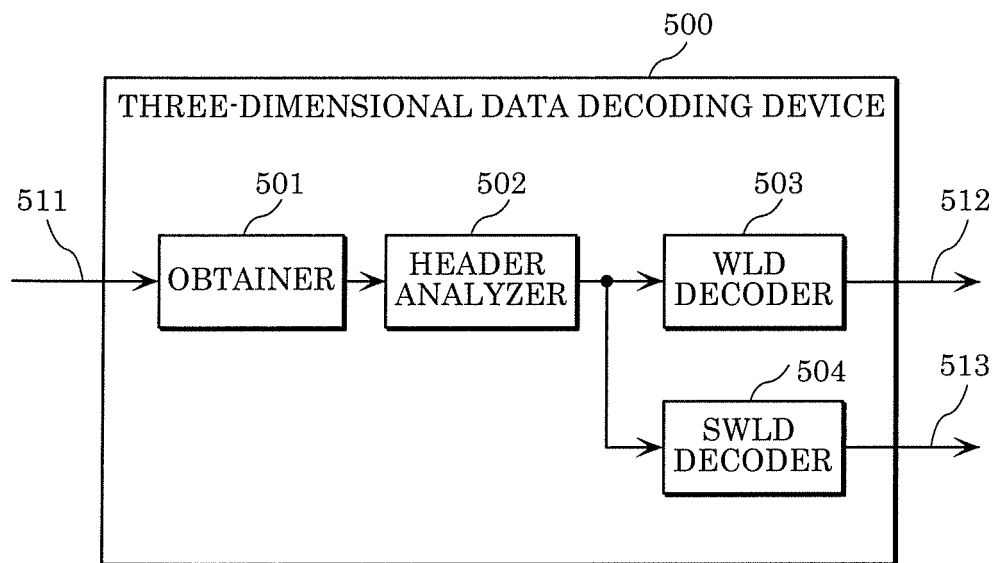 500
THREE-DIMENSIONAL DATA DECODING DEVICE
501
502
503
511
512
OBTAINER
HEADER
ANALYZER
WLD
DECODER
504
513
SWLD
DECODER